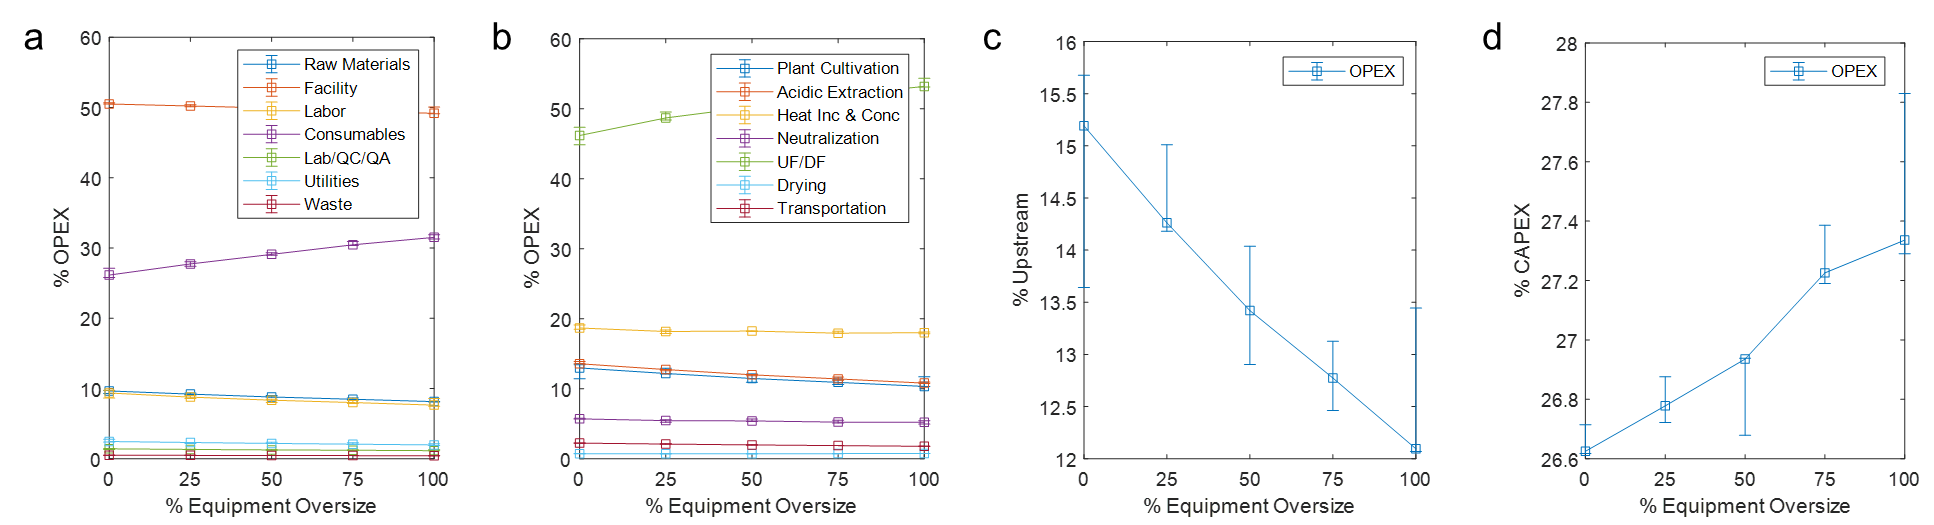 a
60
50
40
30
20
10
0
% OPEX
0 25 50 75 100
% Equipment Oversize
Raw Materials
Facility
Labor
Consumables
Lab/QC/QA
Utilities
Waste
b
60
50
40
30
20
10
0
% OPEX
0 25 50 75 100
% Equipment Oversize
Plant Cultivation
Acidic Extraction
Heat Inc & Conc
Neutralization
UF/DF
Drying
Transportation
c
16
15.5
15
14.5
14
13.5
13
12.5
12
% Upstream
0 25 50 75 100
% Equipment Oversize
OPEX
d
28
27.8
27.6
27.4
27.2
27
26.8
26.6
% CAPEX
0 25 50 75 100
% Equipment Oversize
OPEX